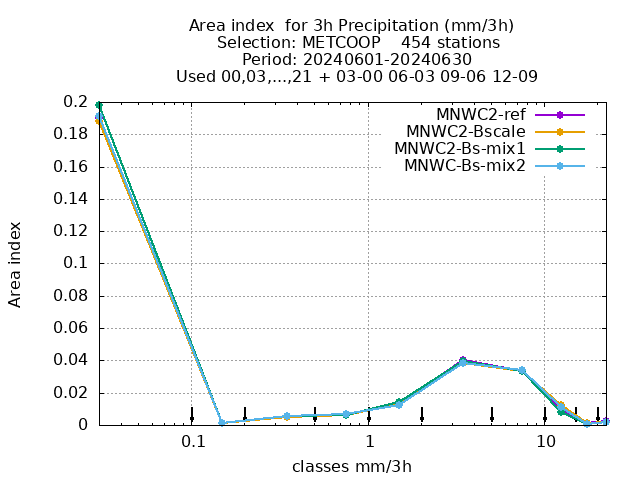 Area index  for 3h Precipitation (mm/3h)
Selection: METCOOP    454 stations
Period: 20240601-20240630
Used 00,03,...,21 + 03-00 06-03 09-06 12-09
MNWC2-ref
MNWC2-Bscale
MNWC2-Bs-mix1
MNWC-Bs-mix2
Area index
0.2
0.18
0.16
0.14
0.12
0.1
0.08
0.06
0.04
0.02
0
0.1 1 10
classes mm/3h